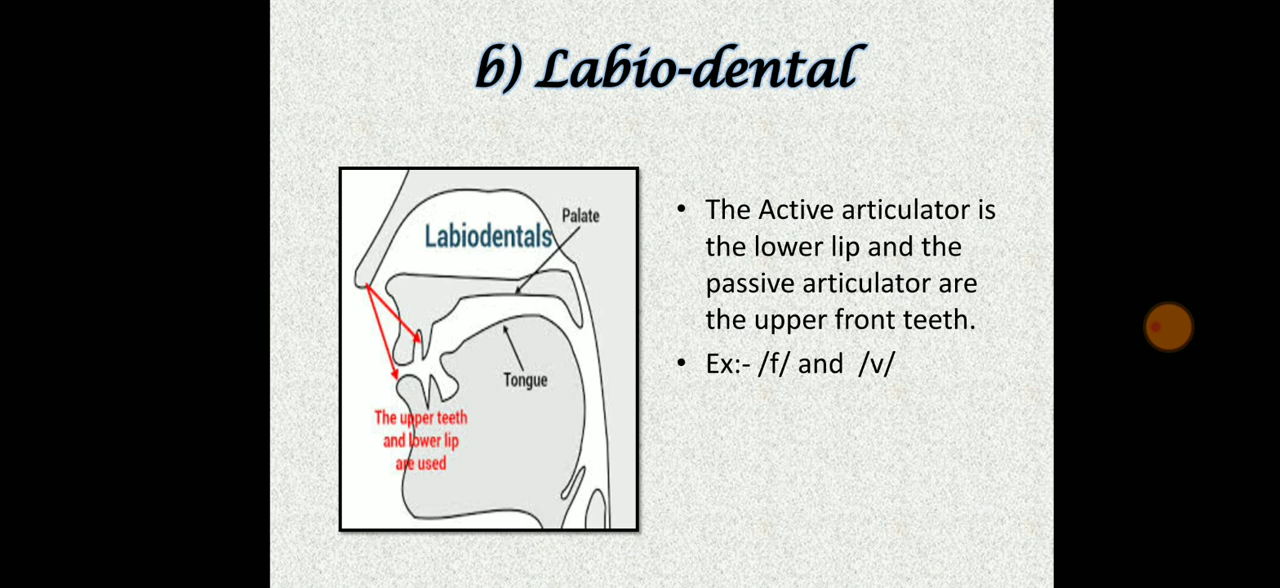 b) Labio-dental
Labiodentals
Palate
Tongue
The upper teeth
and lower lip
are used
• The Active articulator is
the lower lip and the
passive articulator are
the upper front teeth.
• Ex:- /f/ and /v/